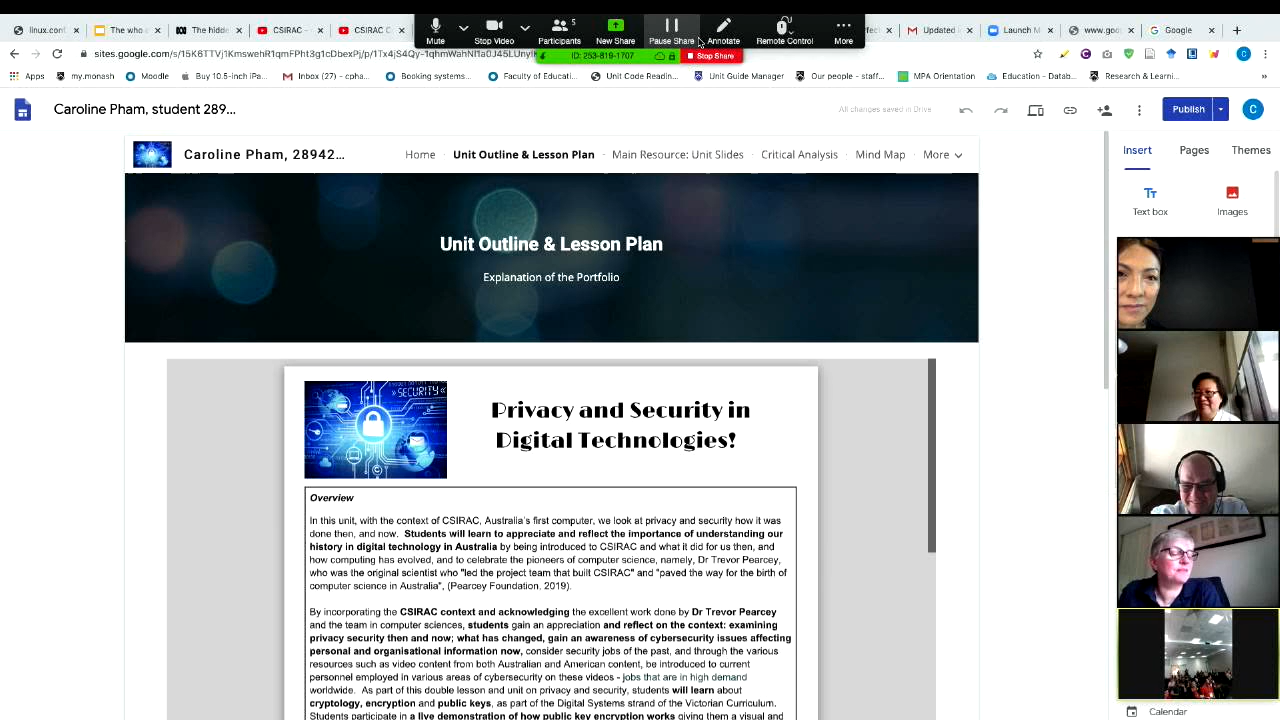 Mute
Stop Video
Participants
5
New Share
Pause Share
Annotate
Remote Control
More
linux.conf
The who
The hidde
CSIRAC -
CSIRAC C
Updated i
Launch M
www.goo
Google
sites.google.com/s/15K6TTVj1KmswehR1qmFPht3g1cDbexPj/p/1Tx4jS4Qy-1qhmWahNf1a0J45LUnyI
ID: 253-819-1707
Stop Share
Apps
my.monash
Moodle
Buy 10.5-inch iPa...
Inbox (27) - cpha...
Booking systems...
Faculty of Educati...
Unit Code Readin...
Unit Guide Manager
Our people - staff...
MPA Orientation
Education - Datab...
Research & Learni...
Caroline Pham, student 289...
All changes saved in Drive
Publish
C
Caroline Pham, 28942...
Home
Unit Outline & Lesson Plan
Main Resource: Unit Slides
Critical Analysis
Mind Map
More
Insert
Pages
Themes
Text box
Images
Unit Outline & Lesson Plan
Explanation of the Portfolio
SECURITY
Privacy and Security in
Digital Technologies!
Overview
In this unit, with the context of CSIRAC, Australia's first computer, we look at privacy and security how it was
done then, and now. Students will learn to appreciate and reflect the importance of understanding our
history in digital technology in Australia by being introduced to CSIRAC and what it did for us then, and
how computing has evolved, and to celebrate the pioneers of computer science, namely, Dr Trevor Pearcey,
who was the original scientist who "led the project team that built CSIRAC" and "paved the way for the birth of
computer science in Australia", (Pearcey Foundation. 2019).
By incorporating the CSIRAC context and acknowledging the excellent work done by Dr Trevor Pearcey
and the team in computer sciences, students gain an appreciation and reflect on the context: examining
privacy security then and now; what has changed, gain an awareness of cybersecurity issues affecting
personal and organisational information now, consider security jobs of the past, and through the various
resources such as video content from both Australian and American content, be introduced to current
personnel employed in various areas of cybersecurity on these videos - jobs that are in high demand
worldwide. As part of this double lesson and unit on privacy and security, students will learn about
cryptology, encryption and public keys, as part of the Digital Systems strand of the Victorian Curriculum.
Students participate in a live demonstration of how public key encryption works giving them a visual and
Calendar